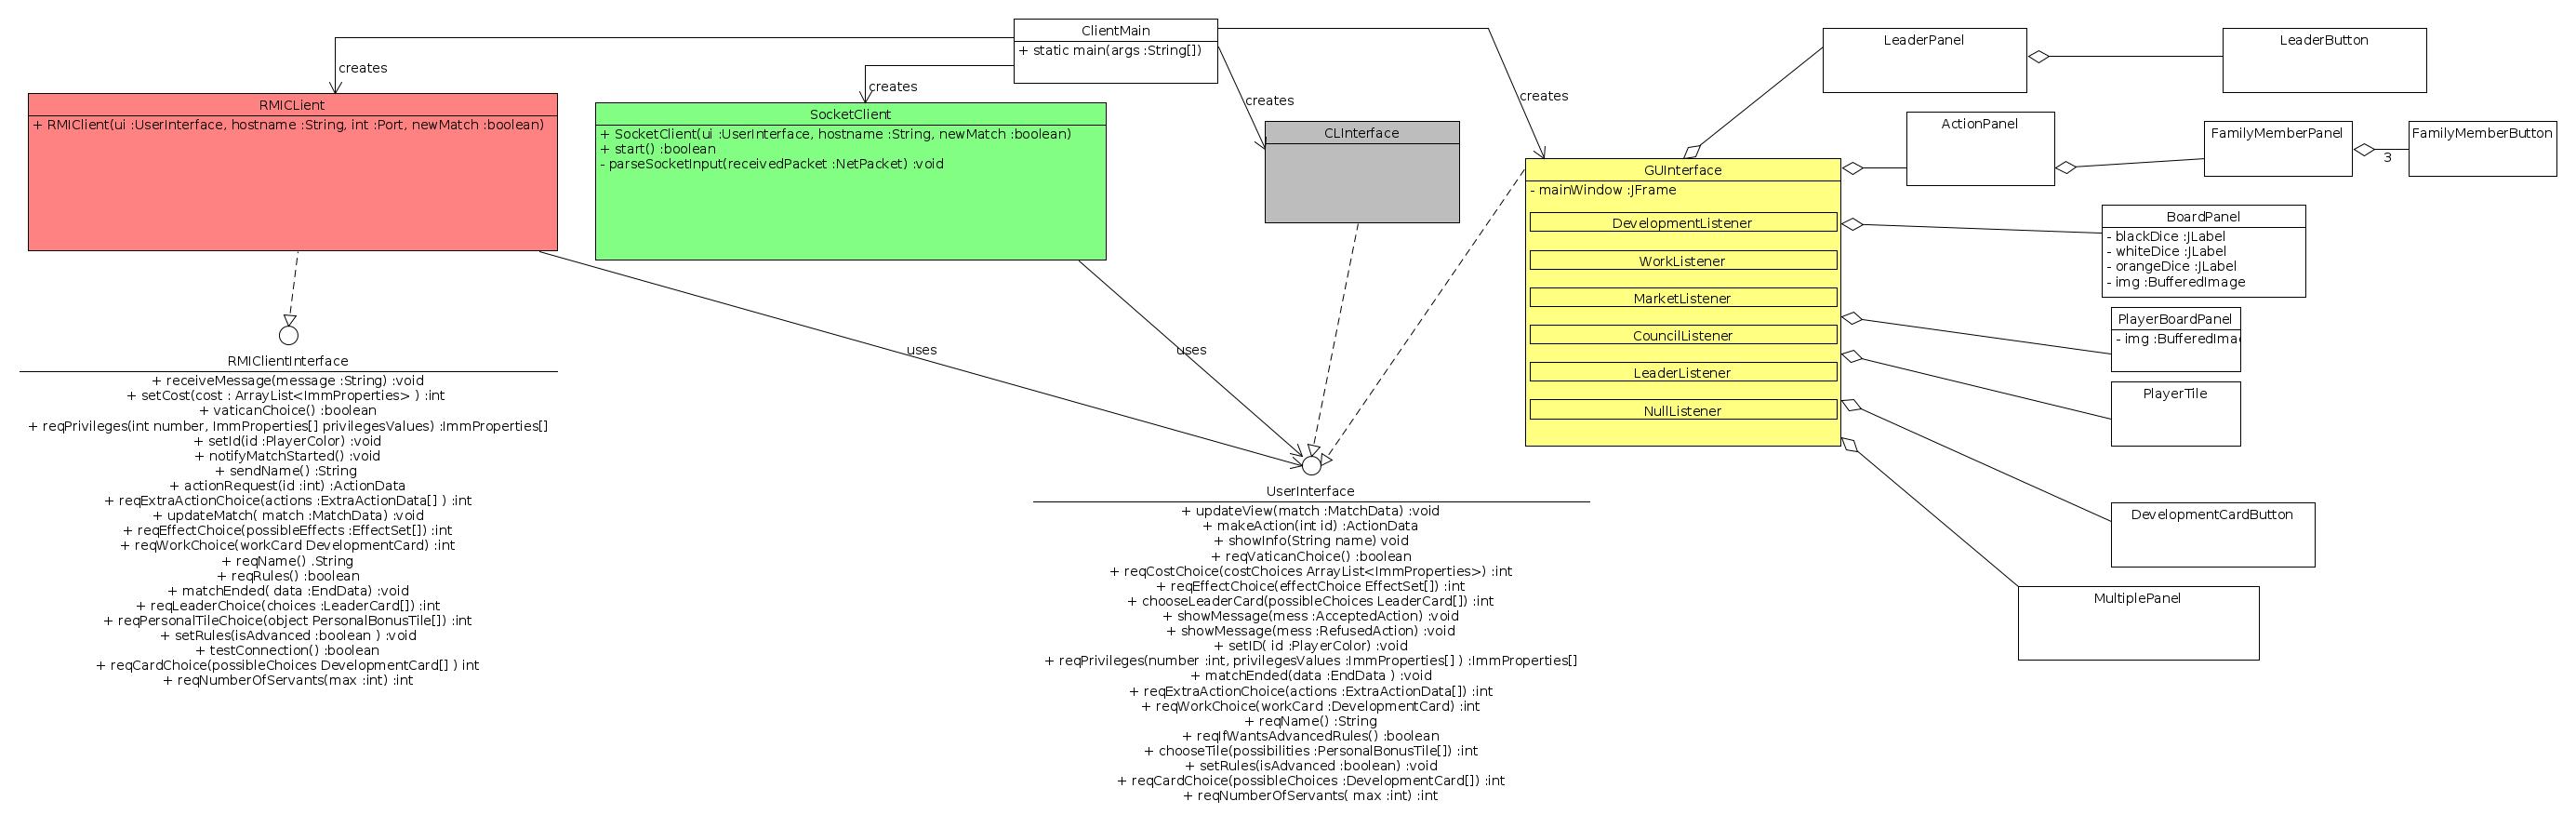 ClientMain
+ static main(args :String[])
creates
creates
creates
creates
RMICLient
+ RMIClient(ui :UserInterface, hostname :String, int :Port, newMatch :boolean)
SocketClient
+ SocketClient(ui :UserInterface, hostname :String, newMatch :boolean)
+ start() :boolean
- parseSocketInput(receivedPacket :NetPacket) :void
CLInterface
GUInterface
- mainWindow :JFrame
DevelopmentListener
WorkListener
MarketListener
CouncilListener
LeaderListener
NullListener
LeaderPanel
LeaderButton
ActionPanel
FamilyMemberPanel
3
FamilyMemberButton
BoardPanel
- blackDice :JLabel
- whiteDice :JLabel
- orangeDice :JLabel
- img :BufferedImage
PlayerBoardPanel
- img :BufferedIma
PlayerTile
DevelopmentCardButton
MultiplePanel
uses
uses
RMIClientInterface
+ receiveMessage(message :String) :void
+ setCost(cost : ArrayList<ImmProperties> ) :int
+ vaticanChoice() :boolean
+ reqPrivileges(int number, ImmProperties[] privilegesValues) :ImmProperties[]
+ setId(id :PlayerColor) :void
+ notifyMatchStarted() :void
+ sendName() :String
+ actionRequest(id :int) :ActionData
+ reqExtraActionChoice(actions :ExtraActionData[] ) :int
+ updateMatch( match :MatchData) :void
+ reqEffectChoice(possibleEffects :EffectSet[]) :int
+ reqWorkChoice(workCard DevelopmentCard) :int
+ reqName() .String
+ reqRules() :boolean
+ matchEnded( data :EndData) :void
+ reqLeaderChoice(choices :LeaderCard[]) :int
+ reqPersonalTileChoice(object PersonalBonusTile[]) :int
+ setRules(isAdvanced :boolean ) :void
+ testConnection() :boolean
+ reqCardChoice(possibleChoices DevelopmentCard[] ) int
+ reqNumberOfServants(max :int) :int
UserInterface
+ updateView(match :MatchData) :void
+ makeAction(int id) :ActionData
+ showInfo(String name) void
+ reqVaticanChoice() :boolean
+ reqCostChoice(costChoices ArrayList<ImmProperties>) :int
+ reqEffectChoice(effectChoice EffectSet[]) :int
+ chooseLeaderCard(possibleChoices LeaderCard[]) :int
+ showMessage(mess :AcceptedAction) :void
+ showMessage(mess :RefusedAction) :void
+ setID( id :PlayerColor) :void
+ reqPrivileges(number :int, privilegesValues :ImmProperties[] ) :ImmProperties[]
+ matchEnded(data :EndData ) :void
+ reqExtraActionChoice(actions :ExtraActionData[]) :int
+ reqWorkChoice(workCard :DevelopmentCard) :int
+ reqName() :String
+ reqIfWantsAdvancedRules() :boolean
+ chooseTile(possibilities :PersonalBonusTile[]) :int
+ setRules(isAdvanced :boolean) :void
+ reqCardChoice(possibleChoices :DevelopmentCard[]) :int
+ reqNumberOfServants( max :int) :int